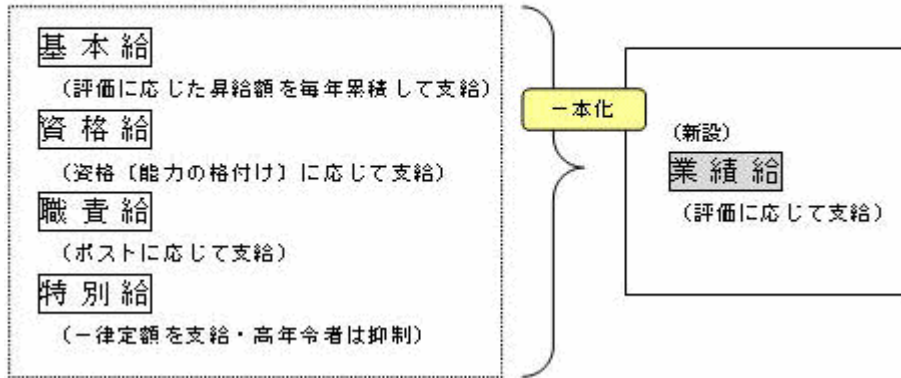 基本給
（評価に応じた昇給額を毎年累積して支給）
資格給
（資格〔能力の格付け〕に応じて支給）
職責給
（ポストに応じて支給）
特別給
（一律定額を支給・高年令者は抑制）
一本化
（新設）
業績給
（評価に応じて支給）